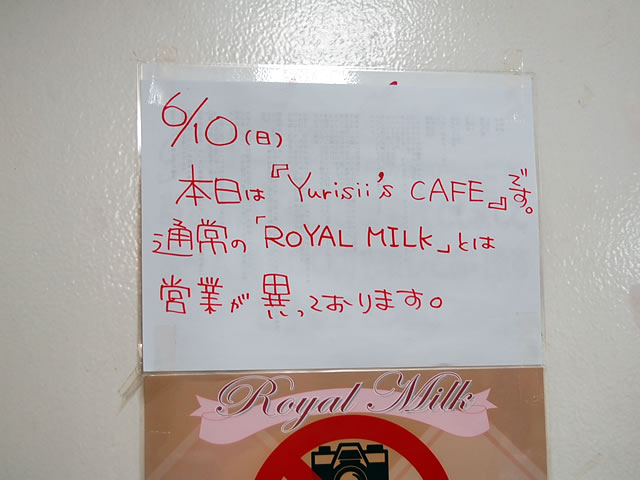 6/10(日)
本日は『Yurisii's CAFE』です。
通常の「ROYAL MILK」とは
営業が異っております。
Royal Milk